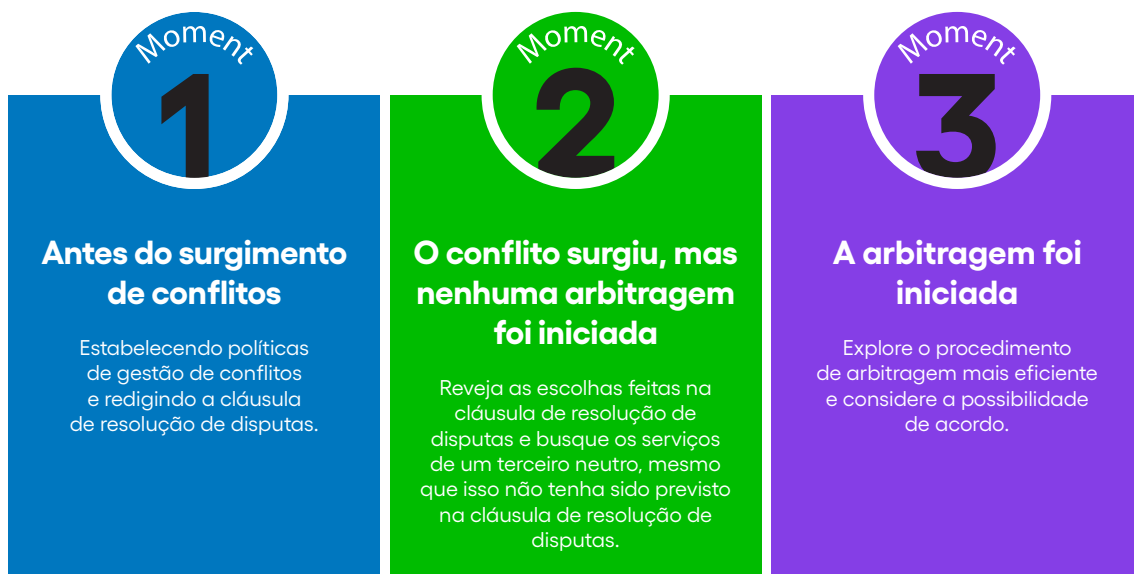 Moment
1
Antes do surgimento
de conflitos
Estabelecendo políticas
de gestão de conflitos
e redigindo a cláusula
de resolução de disputas.
Moment
2
O conflito surgiu, mas
nenhuma arbitragem
foi iniciada
Reveja as escolhas feitas na
cláusula de resolução de
disputas e busque os serviços
de um terceiro neutro, mesmo
que isso não tenha sido previsto
na cláusula de resolução de
disputas.
Moment
3
A arbitragem foi
iniciada
Explore o procedimento
de arbitragem mais eficiente
e considere a possibilidade
de acordo.